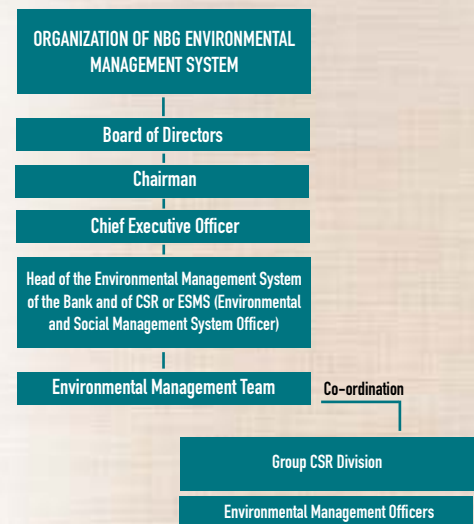 ORGANIZATION OF NBG ENVIRONMENTAL
MANAGEMENT SYSTEM
Board of Directors
Chairman
Chief Executive Officer
Head of the Environmental Management System
of the Bank and of CSR or ESMS (Environmental
and Social Management System Officer)
Environmental Management Team
Co-ordination
Group CSR Division
Environmental Management Officers